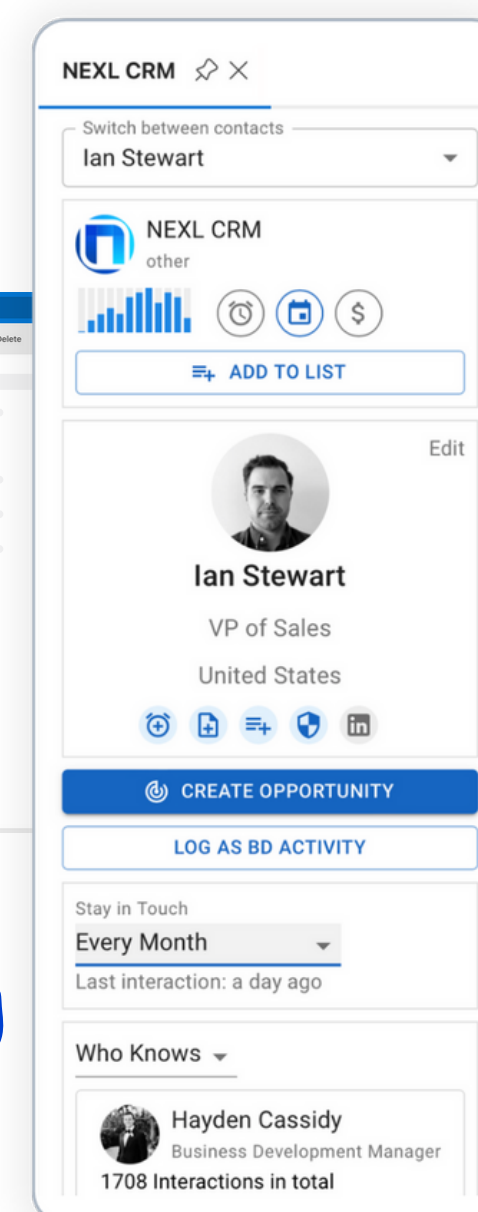 NEXL CRM
Switch between contacts
Ian Stewart
NEXL CRM
other
ADD TO LIST
Edit
Ian Stewart
VP of Sales
United States
CREATE OPPORTUNITY
LOG AS BD ACTIVITY
Stay in Touch
Every Month
Last interaction: a day ago
Who Knows
Hayden Cassidy
Business Development Manager
1708 Interactions in total